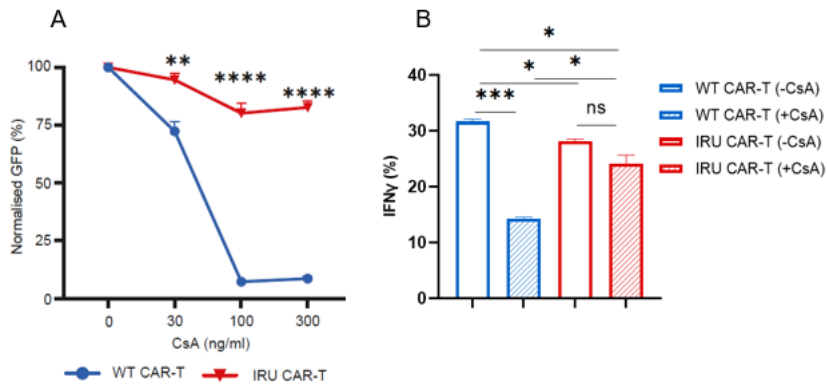 A
Normalised GFP (%)
100
75
50
25
0
**
****
****
0
30
100
300
CsA (ng/ml)
WT CAR-T
IRU CAR-T
B
IFNγ (%)
40
30
20
10
0
*
*
*
***
ns
WT CAR-T (-CsA)
WT CAR-T (+CsA)
IRU CAR-T (-CsA)
IRU CAR-T (+CsA)